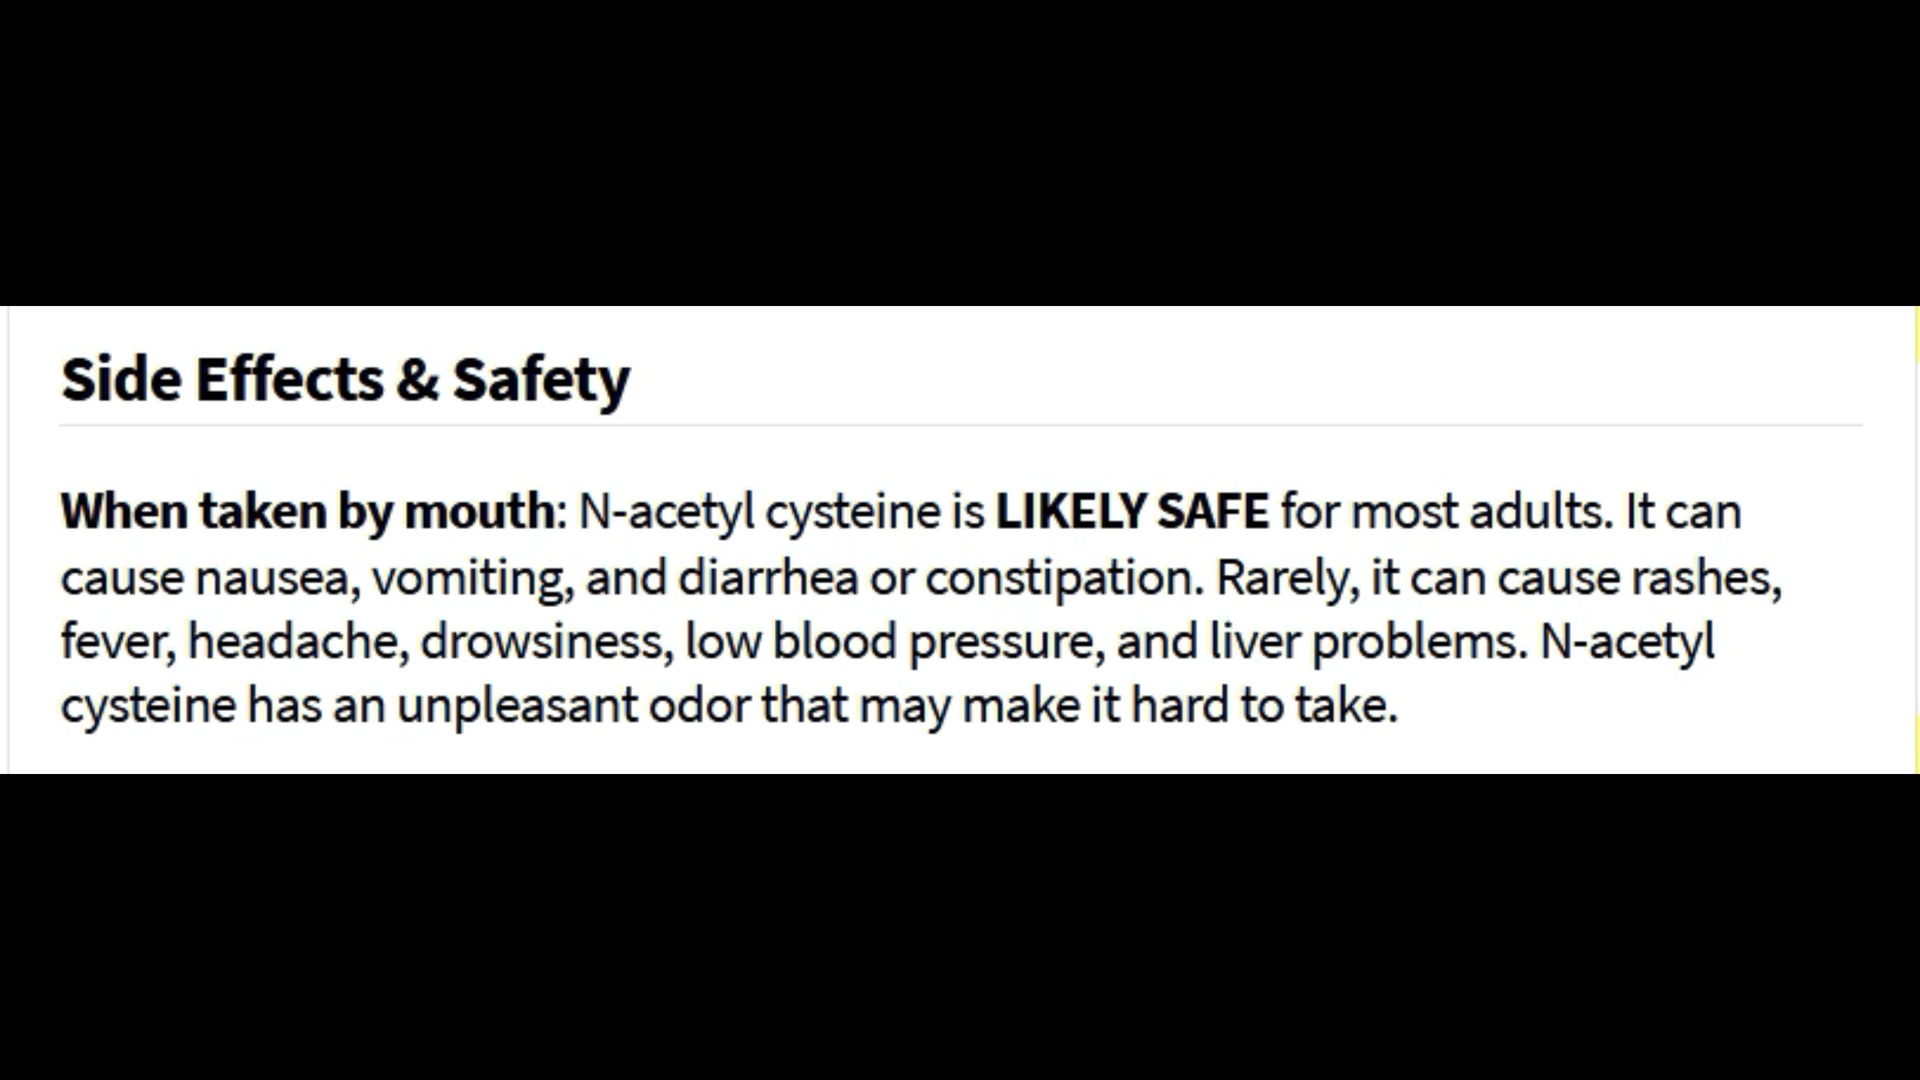 Side Effects & Safety
When taken by mouth: N-acetyl cysteine is LIKELY SAFE for most adults. It can
cause nausea, vomiting, and diarrhea or constipation. Rarely, it can cause rashes,
fever, headache, drowsiness, low blood pressure, and liver problems. N-acetyl
cysteine has an unpleasant odor that may make it hard to take.